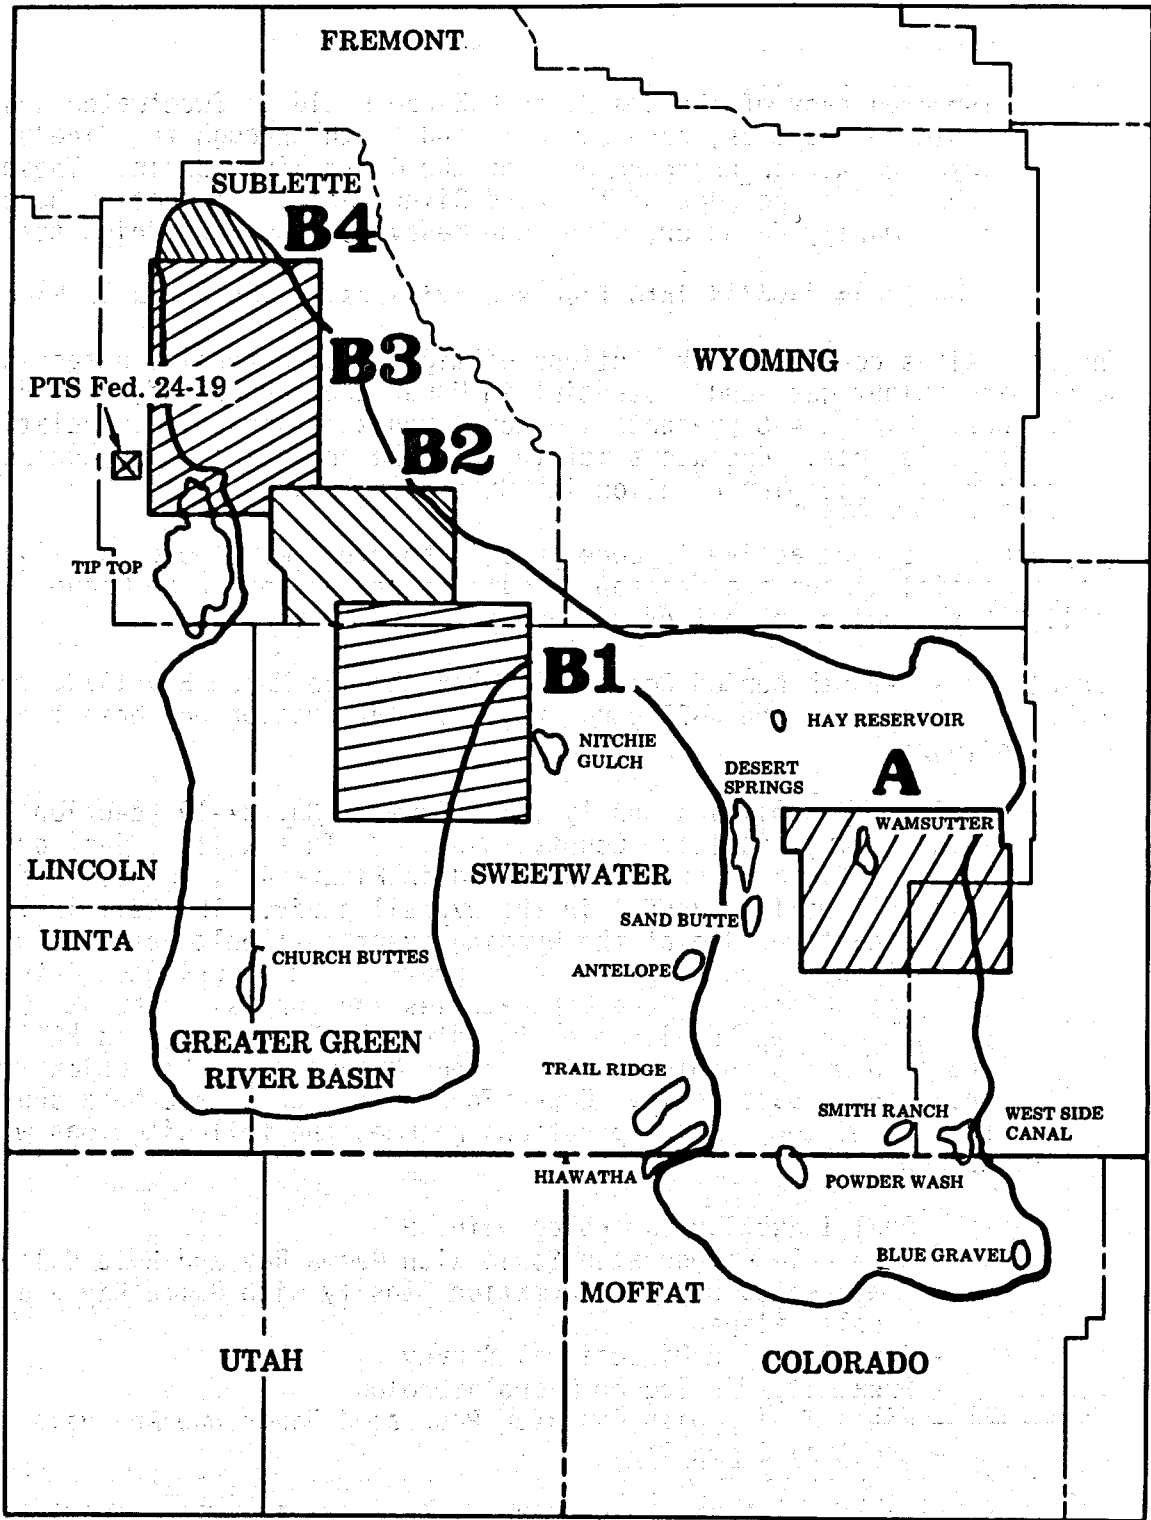 FREMONT
SUBLETTE
B4
WYOMING
B3
PTS Fed. 24-19
B2
TIP TOP
B1
HAY RESERVOIR
NITCHIE
GULCH
DESERT
SPRINGS
A
WAMSUTTER
LINCOLN
SWEETWATER
SAND BUTTE
UINTA
CHURCH BUTTES
ANTELOPE
GREATER GREEN
RIVER BASIN
TRAIL RIDGE
SMITH RANCH
WEST SIDE
CANAL
HIAWATHA
POWDER WASH
BLUE GRAVEL
MOFFAT
UTAH
COLORADO